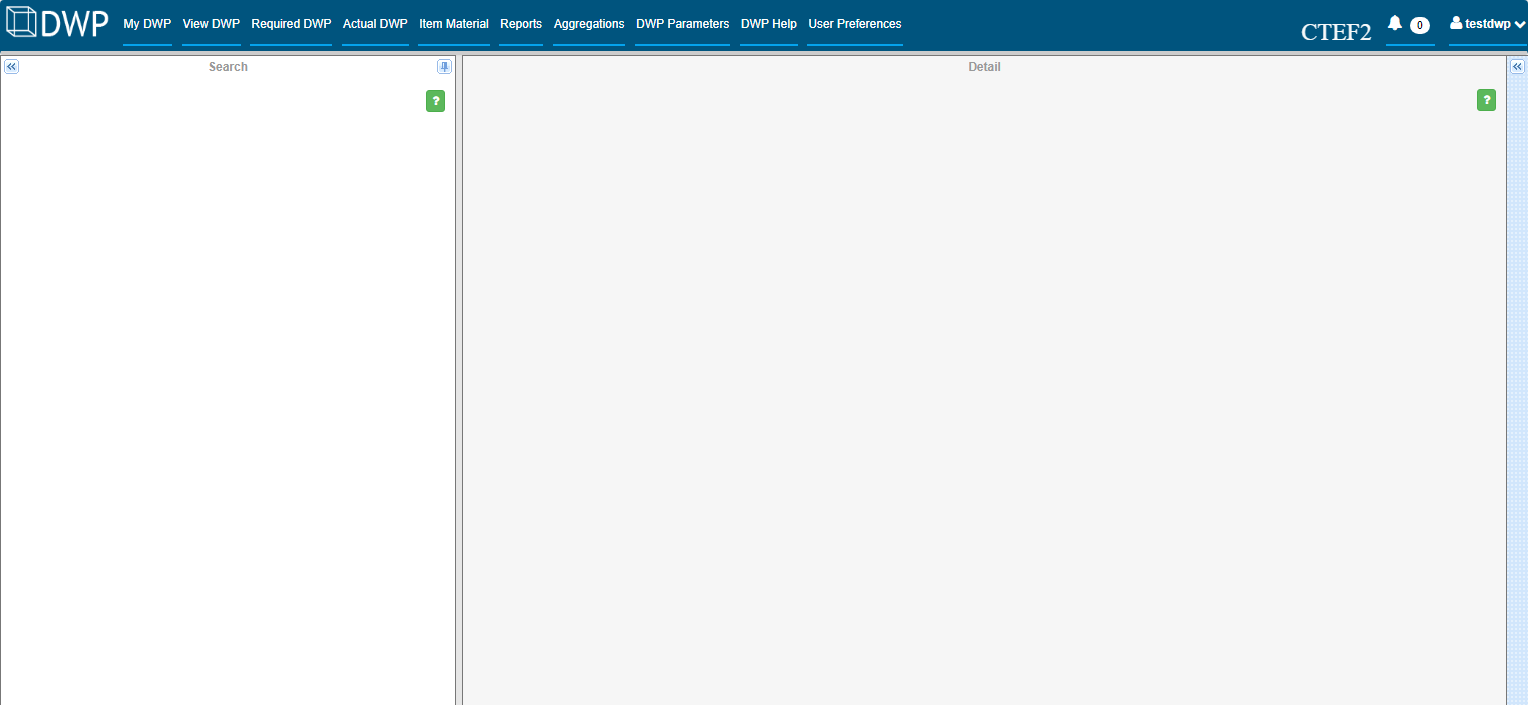 DWP My DWP View DWP Required DWP Actual DWP Item Material Reports Aggregations DWP Parameters DWP Help User Preferences CTEF2 0 testdwp
Search Detail
? ?